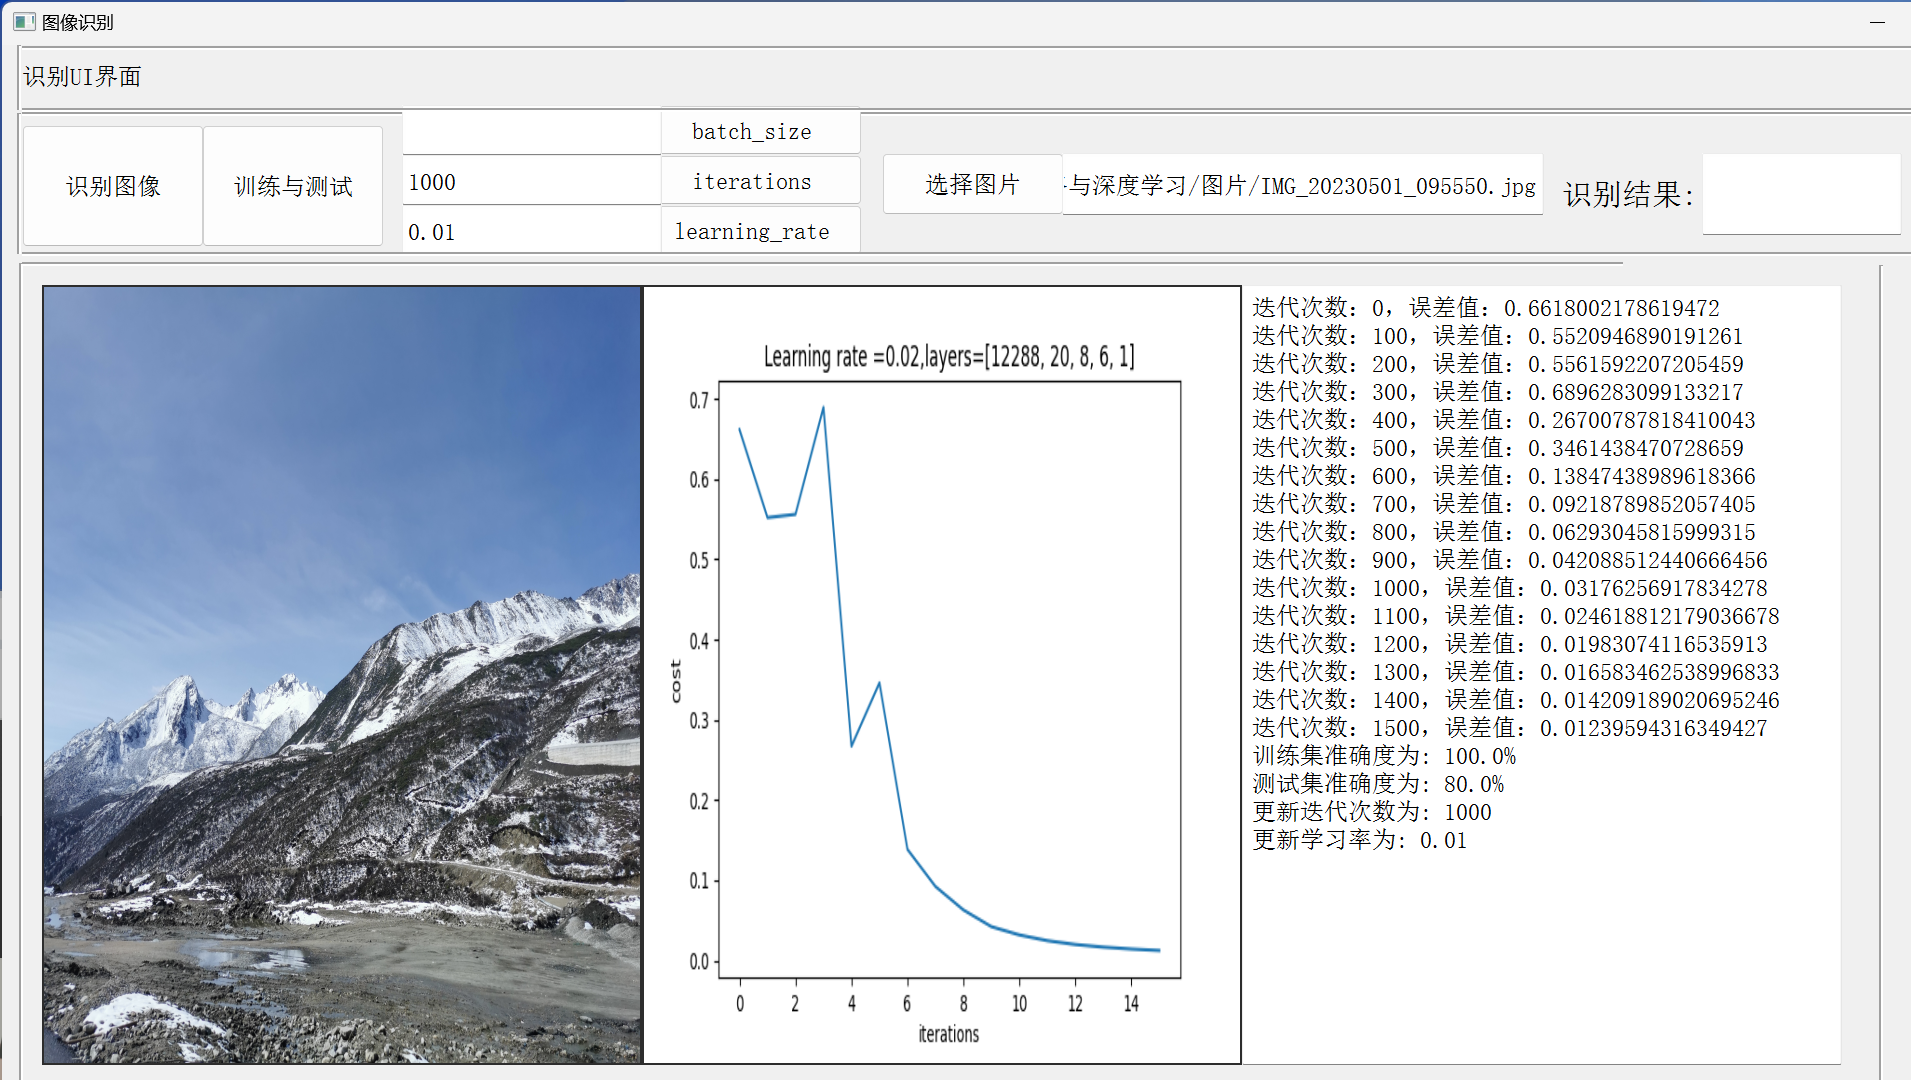 图像识别
识别UI界面
识别图像
训练与测试
batch_size
1000
iterations
0.01
learning_rate
选择图片
与深度学习/图片/IMG_20230501_095550.jpg
识别结果:
Learning rate =0.02,layers=[12288, 20, 8, 6, 1]
0.7
0.6
0.5
0.4
0.3
0.2
0.1
0.0
cost
0 2 4 6 8 10 12 14
iterations
迭代次数: 0, 误差值: 0.6618002178619472
迭代次数: 100, 误差值: 0.5520946890191261
迭代次数: 200, 误差值: 0.5561592207205459
迭代次数: 300, 误差值: 0.6896283099133217
迭代次数: 400, 误差值: 0.26700787818410043
迭代次数: 500, 误差值: 0.3461438470728659
迭代次数: 600, 误差值: 0.13847438989618366
迭代次数: 700, 误差值: 0.09218789852057405
迭代次数: 800, 误差值: 0.06293045815999315
迭代次数: 900, 误差值: 0.042088512440666456
迭代次数: 1000, 误差值: 0.03176256917834278
迭代次数: 1100, 误差值: 0.024618812179036678
迭代次数: 1200, 误差值: 0.01983074116535913
迭代次数: 1300, 误差值: 0.016583462538996833
迭代次数: 1400, 误差值: 0.014209189020695246
迭代次数: 1500, 误差值: 0.01239594316349427
训练集准确度为: 100.0%
测试集准确度为: 80.0%
更新迭代次数为: 1000
更新学习率为: 0.01